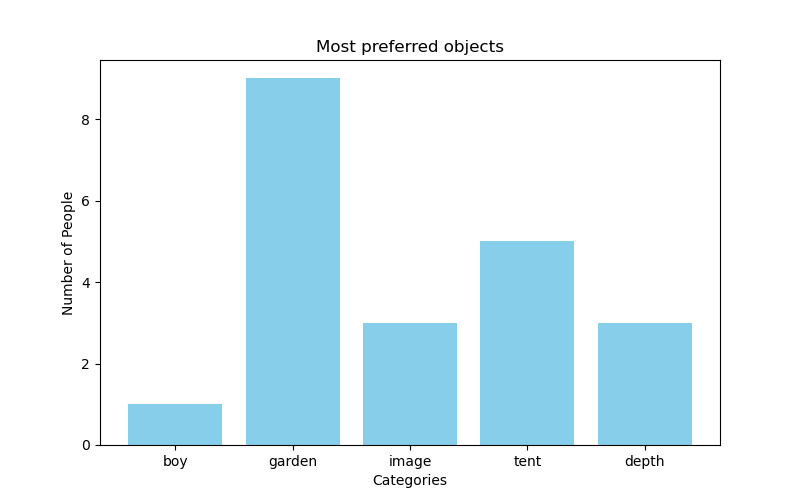 Most preferred objects
Number of People
8
6
4
2
0
boy garden image tent depth
Categories